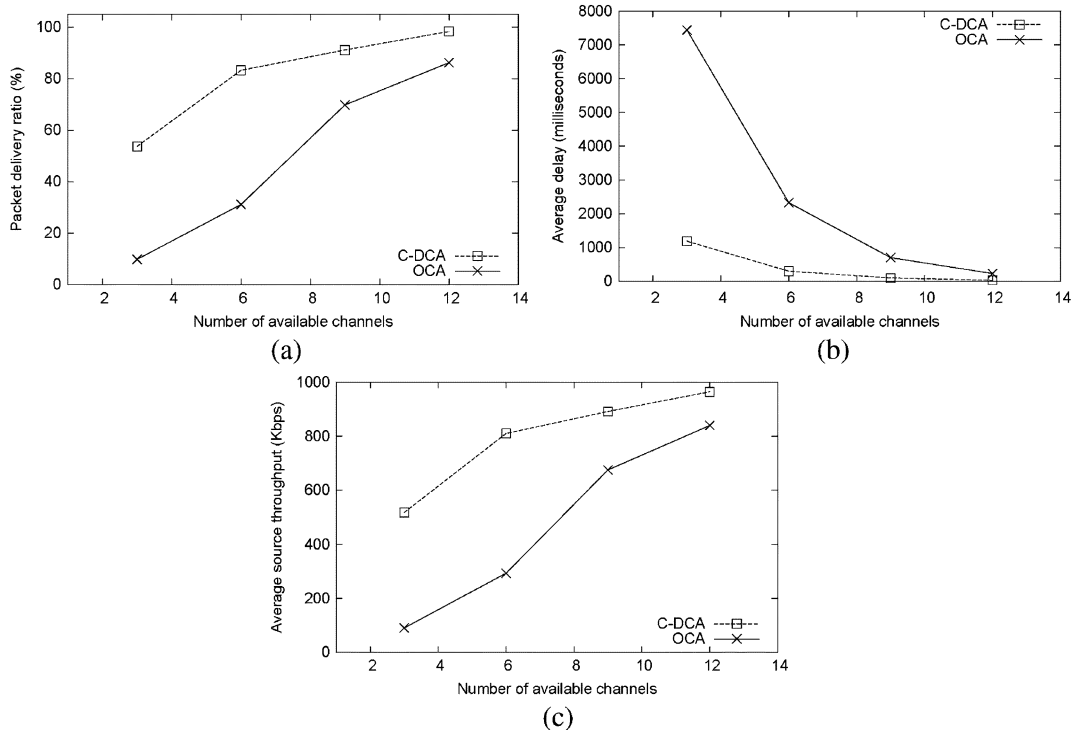 100
80
60
40
20
0
Packet delivery ratio (%)
C-DCA
OCA
2 4 6 8 10 12 14
Number of available channels
(a)
8000
7000
6000
5000
4000
3000
2000
1000
0
Average delay (milliseconds)
C-DCA
OCA
2 4 6 8 10 12 14
Number of available channels
(b)
1000
800
600
400
200
0
Average source throughput (Kbps)
C-DCA
OCA
2 4 6 8 10 12 14
Number of available channels
(c)